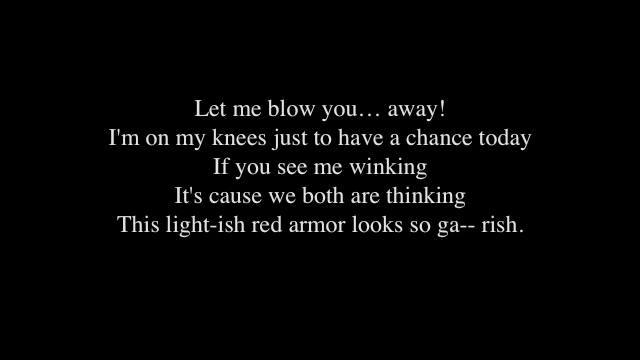 Let me blow you… away!
I'm on my knees just to have a chance today
If you see me winking
It's cause we both are thinking
This light-ish red armor looks so ga-- rish.